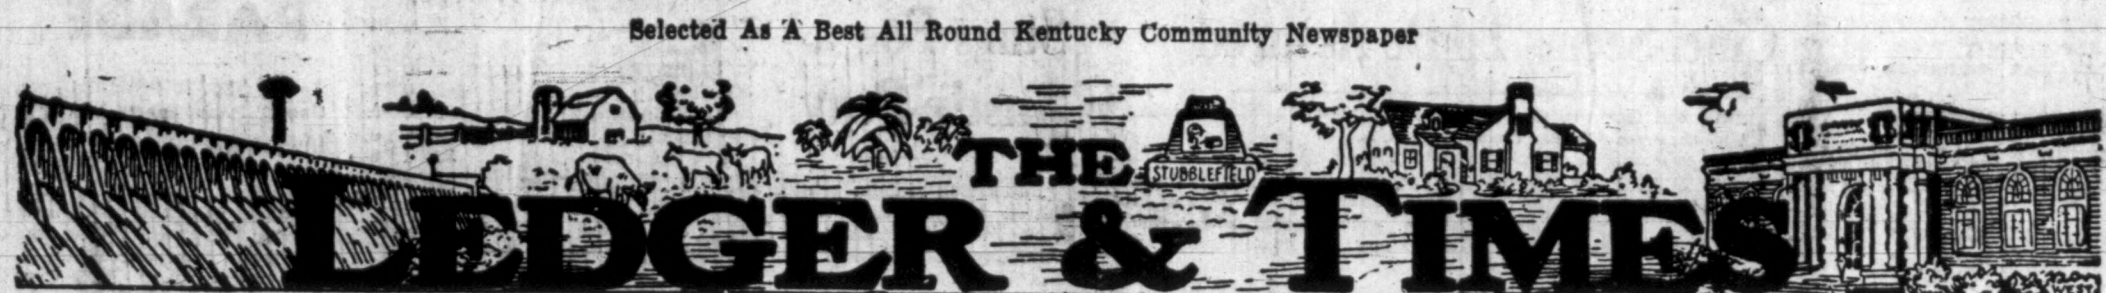 Selected As A Best All Round Kentucky Community Newspaper
THE
STUBBLEFIELD
LEDGER & TIMES